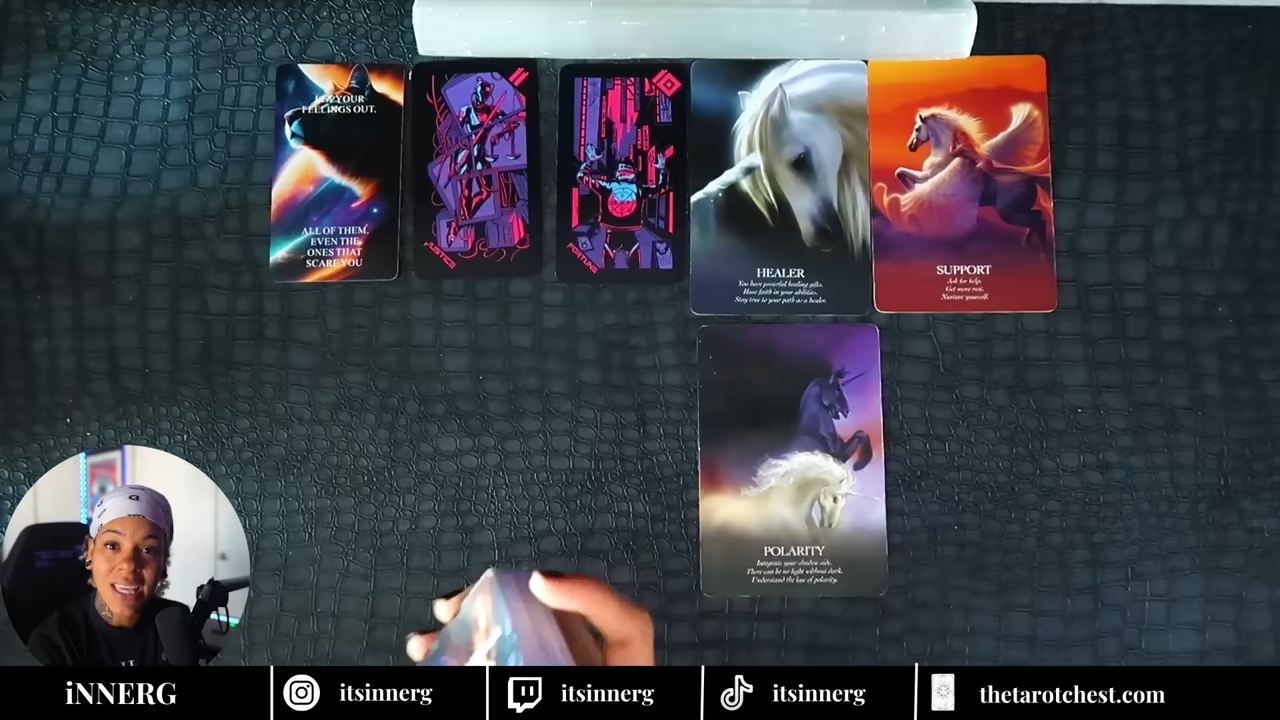 LET YOUR
FEELINGS OUT.
ALL OF THEM.
EVEN THE
ONES THAT
SCARE YOU
JUSTICE
FORTUNE
HEALER
You have powerful healing gifts.
Have faith in your abilities.
Stay true to your path as a healer.
SUPPORT
Ask for help.
Get more rest.
Nurture yourself.
POLARITY
Integrate your shadow side.
There can be no light without dark.
Understand the law of polarity.
iNNERG
itsinnerg
itsinnerg
itsinnerg
thetarotchest.com